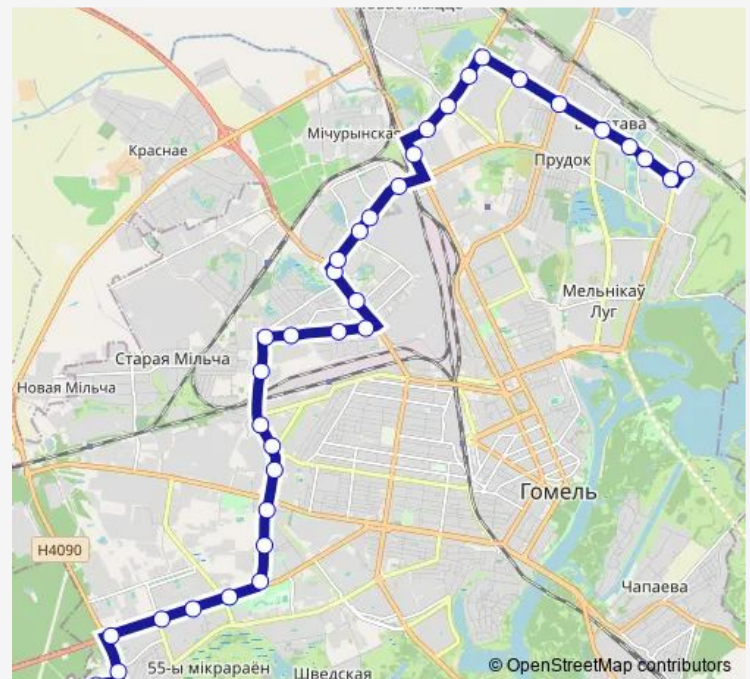 Мічурынская
Краснае
Прудок
Мельнікаў
Луг
Старая Мільча
Новая Мільча
Гомель
H4090
Чапаева
55-ы мікрараён
Шведская
© OpenStreetMap contributors